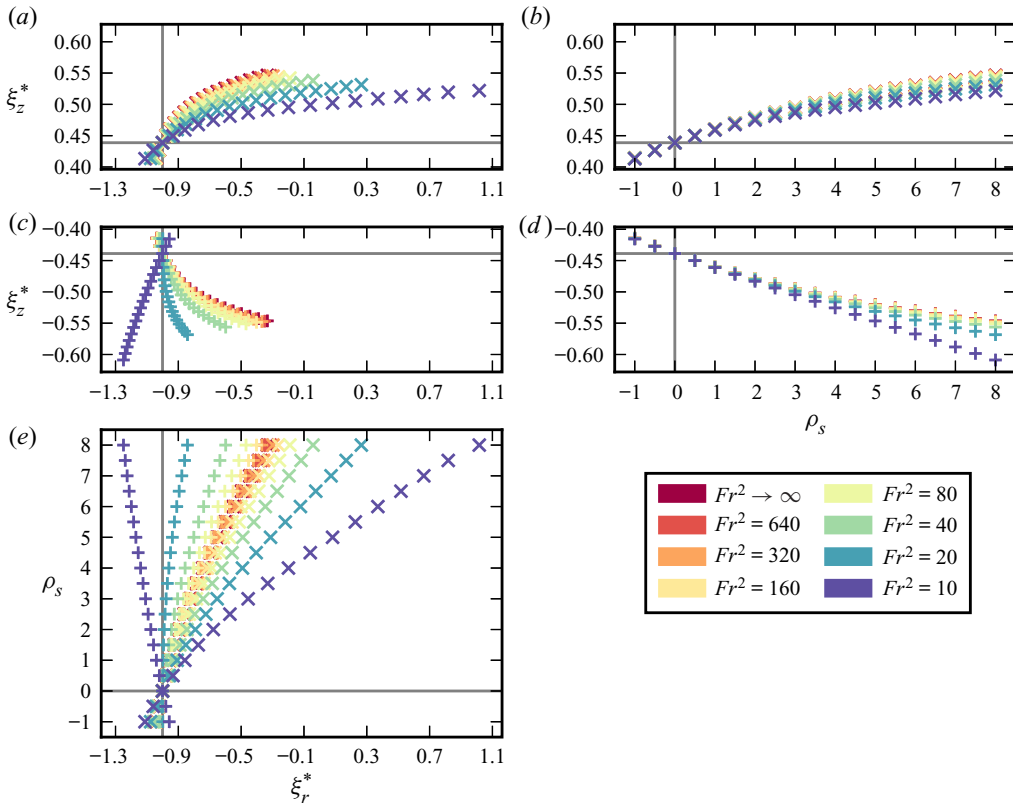 (a)
(b)
0.60
0.55
0.50
0.45
0.40
ξz*
−1.3 −0.9 −0.5 −0.1 0.3 0.7 1.1
0.60
0.55
0.50
0.45
0.40
−1 0 1 2 3 4 5 6 7 8
(c)
(d)
−0.40
−0.45
−0.50
−0.55
−0.60
ξz*
−1.3 −0.9 −0.5 −0.1 0.3 0.7 1.1
−0.40
−0.45
−0.50
−0.55
−0.60
−1 0 1 2 3 4 5 6 7 8
ρs
(e)
8
7
6
5
4
3
2
1
0
−1
ρs
−1.3 −0.9 −0.5 −0.1 0.3 0.7 1.1
ξr*
Fr² → ∞
Fr² = 640
Fr² = 320
Fr² = 160
Fr² = 80
Fr² = 40
Fr² = 20
Fr² = 10